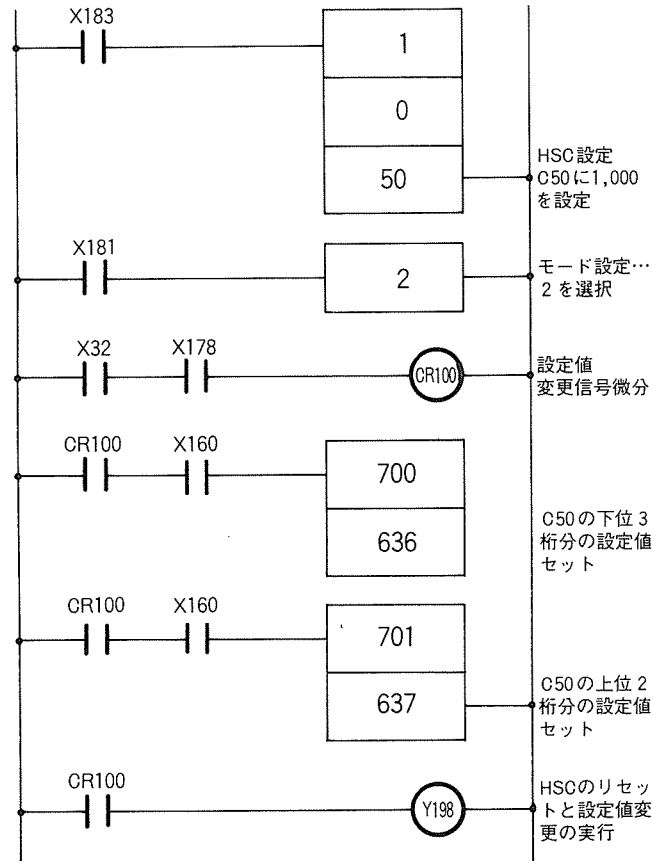 X183
1
0
50
HSC設定
C50に1,000
を設定
X181
2
モード設定…
2を選択
X32 X178
CR100
設定値
変更信号微分
CR100 X160
700
636
C50の下位3
桁分の設定値
セット
CR100 X160
701
637
C50の上位2
桁分の設定値
セット
CR100
Y198
HSCのリセッ
トと設定値変
更の実行